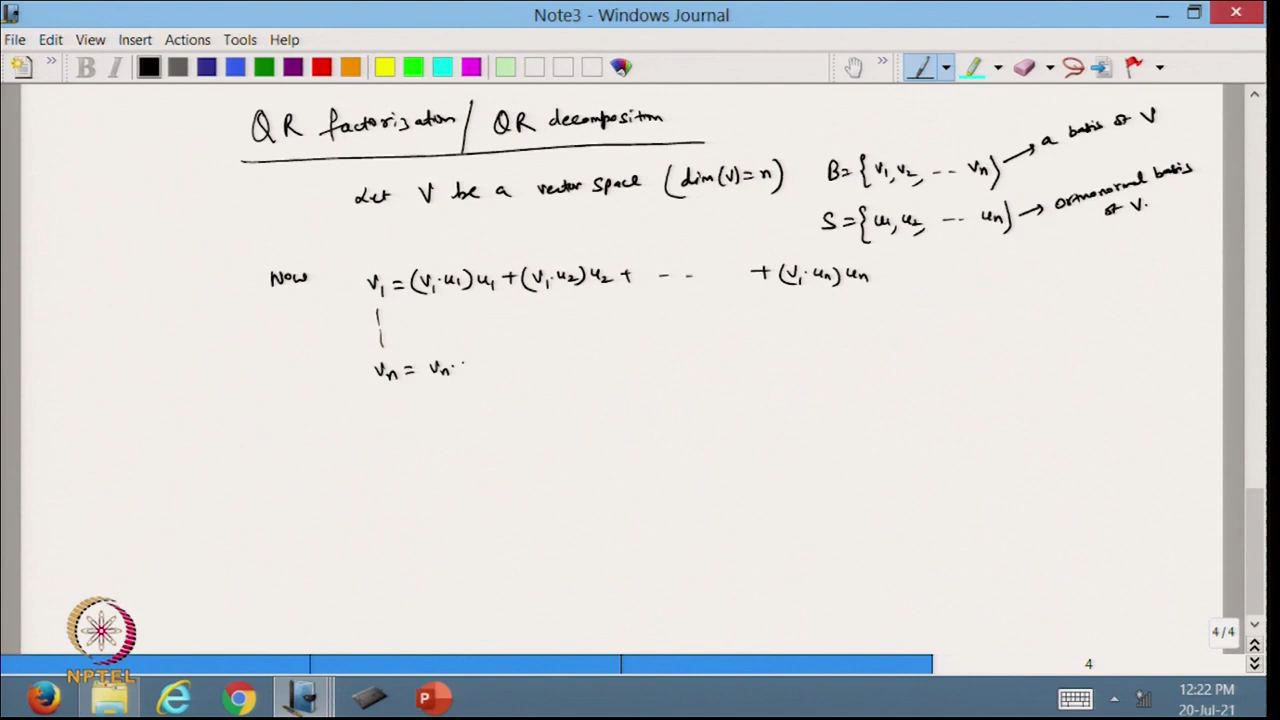 Note3 - Windows Journal
File Edit View Insert Actions Tools Help
QR factorization / QR decomposition
Let V be a vector space (dim(V) = n) B = {v1, v2, -- vn} → a basis of V
S = {u1, u2, -- un} → orthonormal basis of V.
Now v1 = (v1·u1)u1 + (v1·u2)u2 + -- + (v1·un)un
vn = vn··
4/4
4
NPTEL
12:22 PM
20-Jul-21